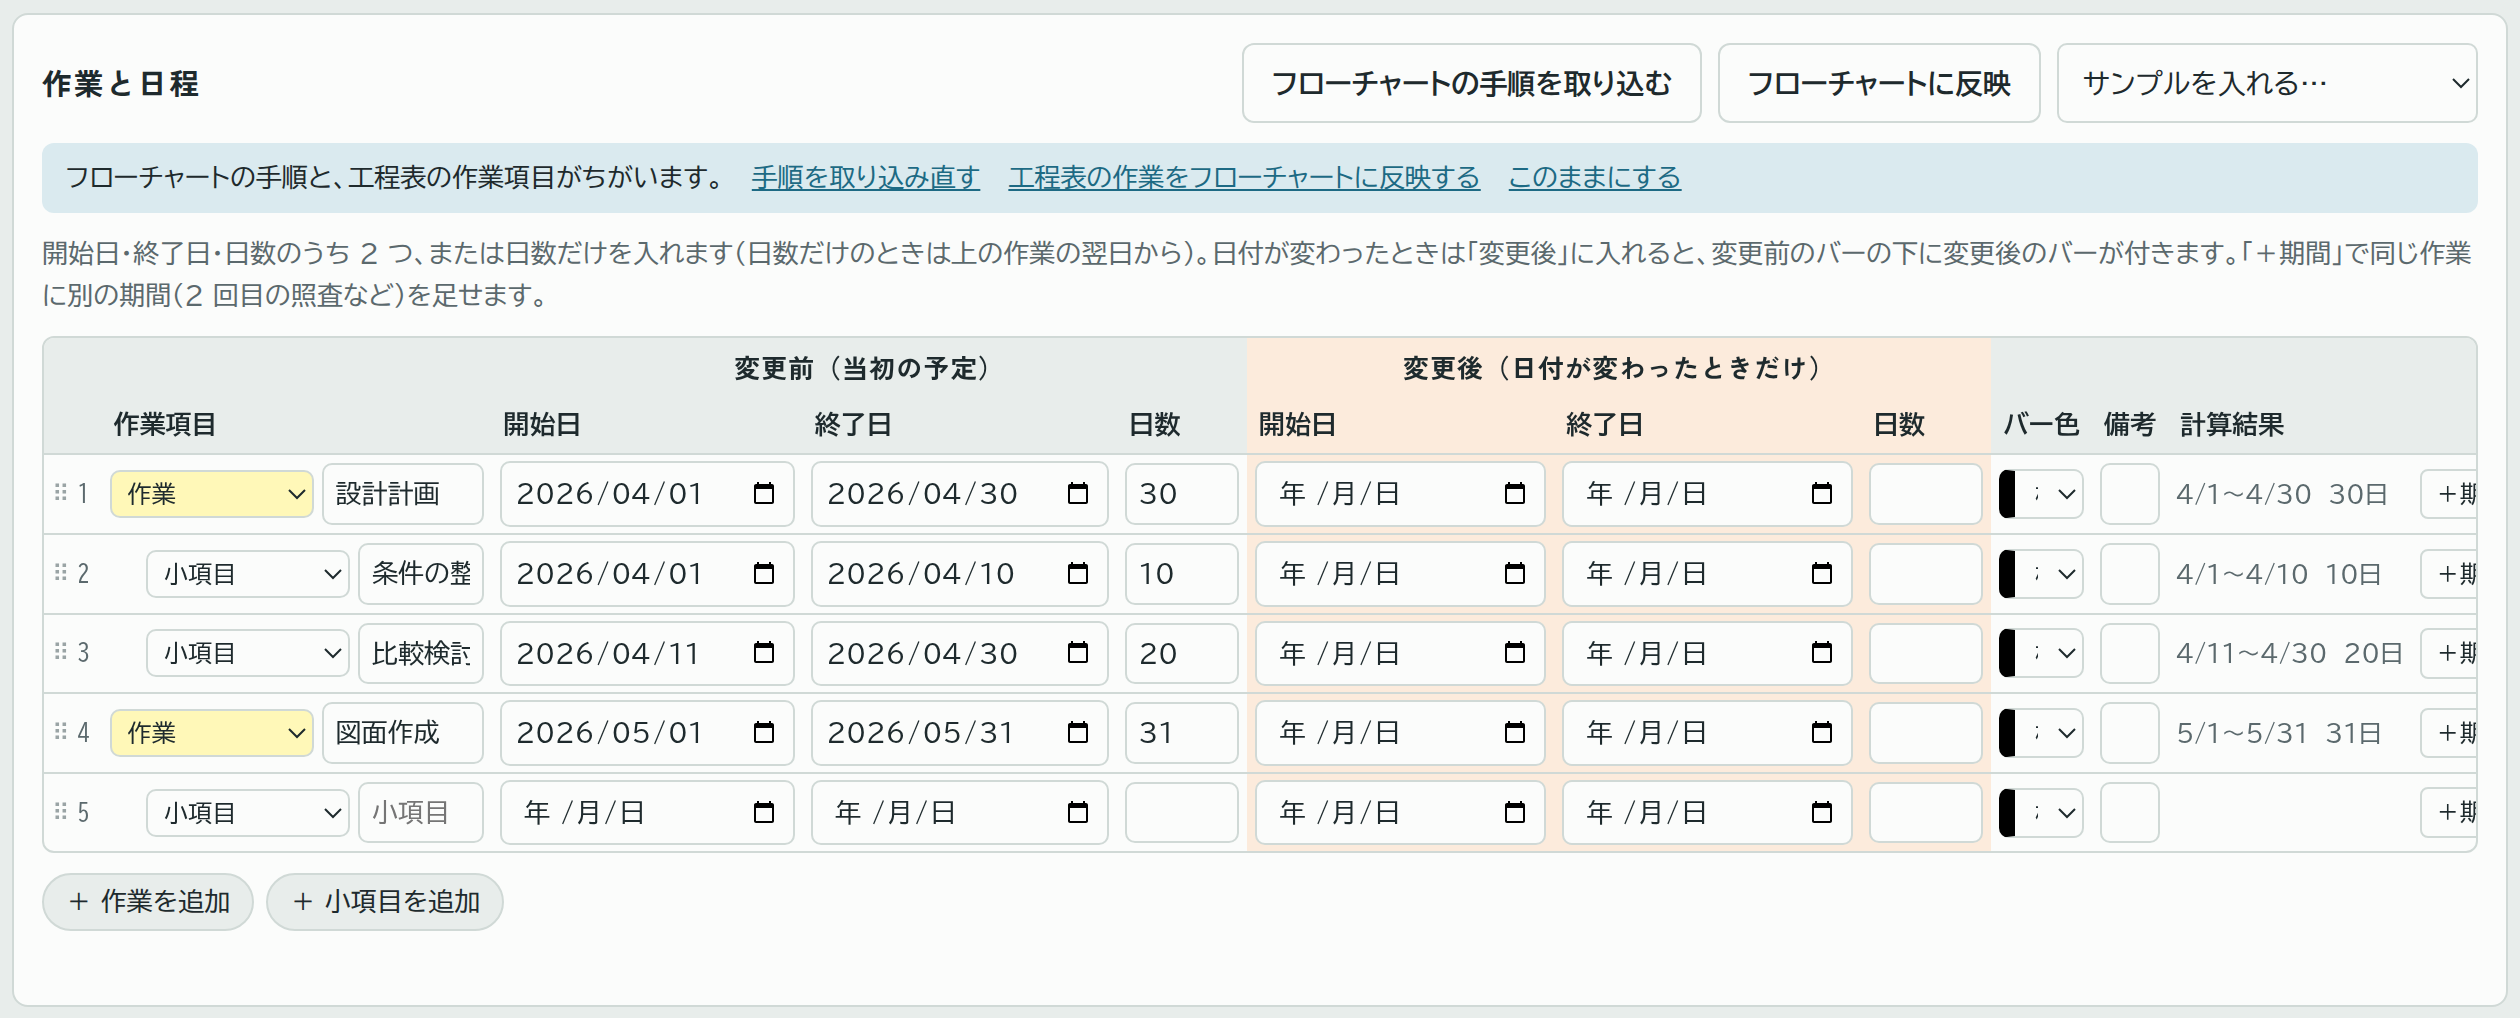 作業と日程
フローチャートの手順を取り込む
フローチャートに反映
サンプルを入れる…
フローチャートの手順と、工程表の作業項目がちがいます。 手順を取り込み直す 工程表の作業をフローチャートに反映する このままにする
開始日・終了日・日数のうち 2 つ、または日数だけを入れます（日数だけのときは上の作業の翌日から）。日付が変わったときは「変更後」に入れると、変更前のバーの下に変更後のバーが付きます。「＋期間」で同じ作業
に別の期間（2 回目の照査など）を足せます。
変更前（当初の予定） 変更後（日付が変わったときだけ）
作業項目 開始日 終了日 日数 開始日 終了日 日数 バー色 備考 計算結果
1 作業 設計計画 2026/04/01 2026/04/30 30 年 /月/日 年 /月/日 4/1〜4/30 30日 ＋期
2 小項目 条件の整 2026/04/01 2026/04/10 10 年 /月/日 年 /月/日 4/1〜4/10 10日 ＋期
3 小項目 比較検討 2026/04/11 2026/04/30 20 年 /月/日 年 /月/日 4/11〜4/30 20日 ＋期
4 作業 図面作成 2026/05/01 2026/05/31 31 年 /月/日 年 /月/日 5/1〜5/31 31日 ＋期
5 小項目 小項目 年 /月/日 年 /月/日 年 /月/日 年 /月/日 ＋期
＋ 作業を追加 ＋ 小項目を追加